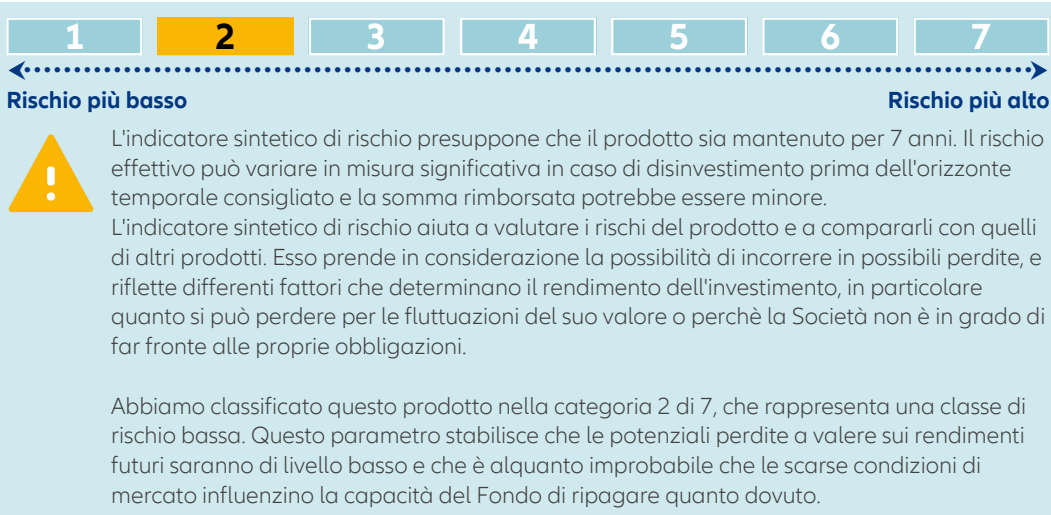 1 2 3 4 5 6 7
Rischio più basso Rischio più alto
L'indicatore sintetico di rischio presuppone che il prodotto sia mantenuto per 7 anni. Il rischio
effettivo può variare in misura significativa in caso di disinvestimento prima dell'orizzonte
temporale consigliato e la somma rimborsata potrebbe essere minore.
L'indicatore sintetico di rischio aiuta a valutare i rischi del prodotto e a compararli con quelli
di altri prodotti. Esso prende in considerazione la possibilità di incorrere in possibili perdite, e
riflette differenti fattori che determinano il rendimento dell'investimento, in particolare
quanto si può perdere per le fluttuazioni del suo valore o perchè la Società non è in grado di
far fronte alle proprie obbligazioni.
Abbiamo classificato questo prodotto nella categoria 2 di 7, che rappresenta una classe di
rischio bassa. Questo parametro stabilisce che le potenziali perdite a valere sui rendimenti
futuri saranno di livello basso e che è alquanto improbabile che le scarse condizioni di
mercato influenzino la capacità del Fondo di ripagare quanto dovuto.